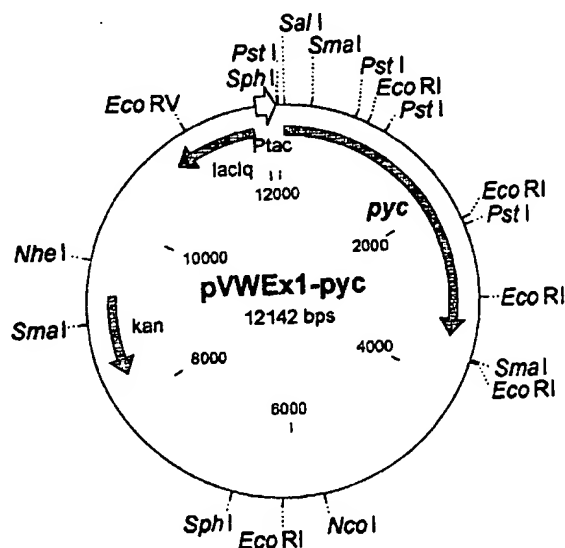 Sal I
Pst I
Sma I
Sph I
Pst I
Eco RI
Pst I
Eco RV
Ptac
lacIq
12000
pyc
Eco RI
Pst I
2000
Nhe I
10000
pVWEx1-pyc
12142 bps
Eco RI
Sma I
kan
8000
4000
Sma I
Eco RI
6000
Sph I
Eco RI
Nco I